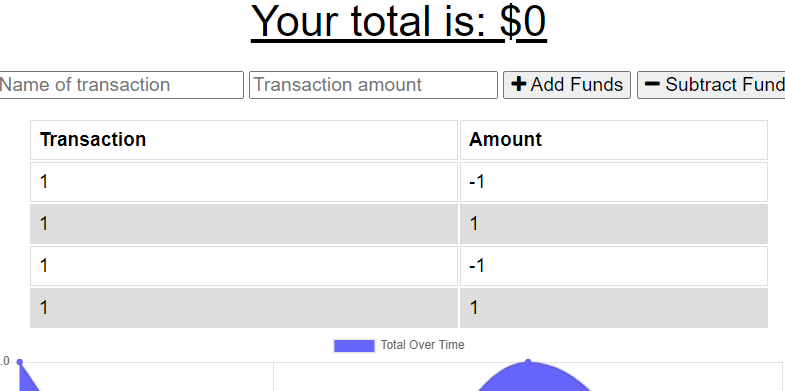 Your total is: $0
Name of transaction Transaction amount + Add Funds − Subtract Fund
Transaction Amount
1 -1
1 1
1 -1
1 1
Total Over Time
.0